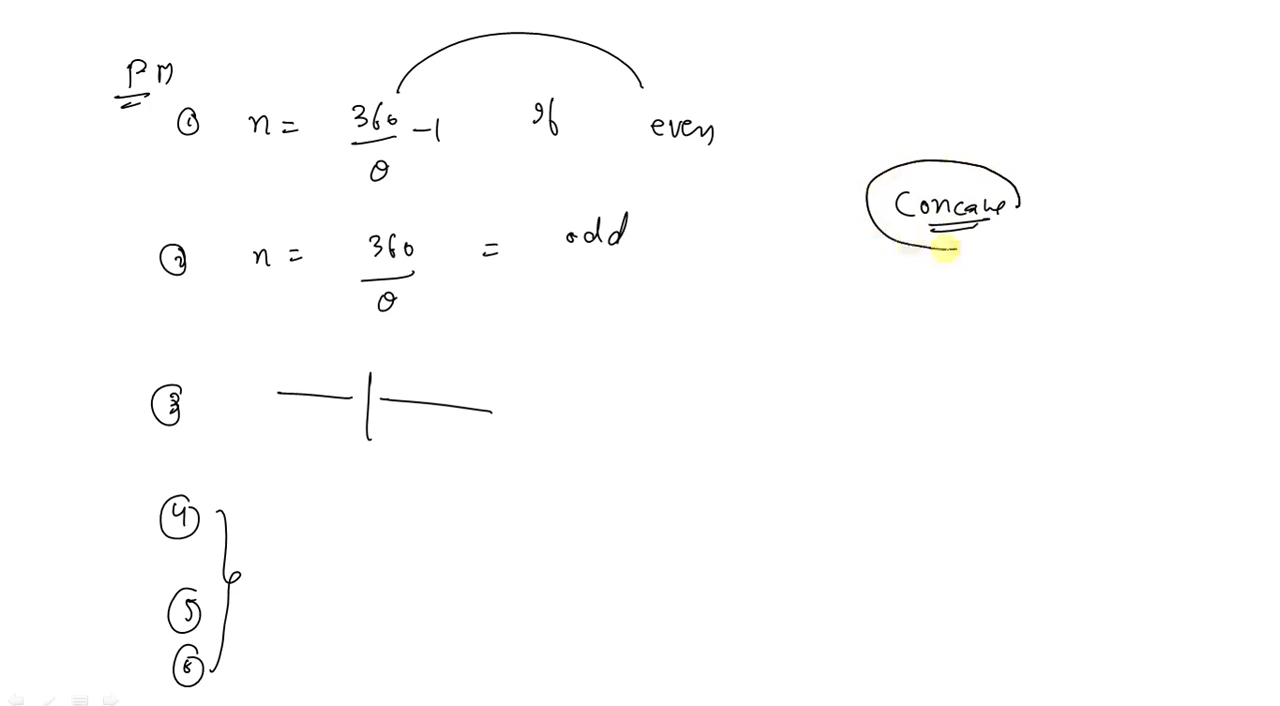 PM
① n = 360/θ -1 if even
Concave
② n = 360/θ = odd
③
④
⑤
⑥